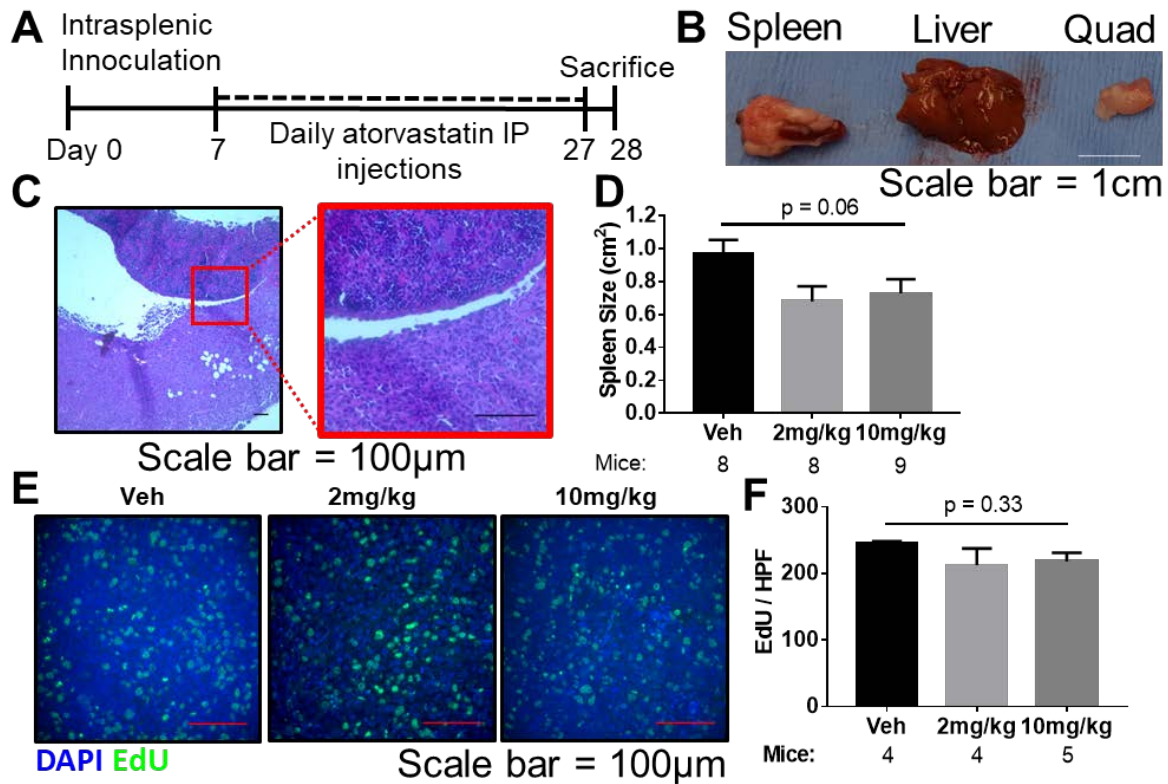 A
Intrasplenic
Innoculation
Sacrifice
Day 0
7
Daily atorvastatin IP
injections
27
28
B
Spleen
Liver
Quad
Scale bar = 1cm
C
Scale bar = 100µm
D
p = 0.06
Spleen Size (cm²)
1.2
1.0
0.8
0.6
0.4
0.2
0.0
Veh
2mg/kg
10mg/kg
Mice:
8
8
9
E
Veh
2mg/kg
10mg/kg
DAPI EdU
Scale bar = 100µm
F
p = 0.33
EdU / HPF
300
200
100
0
Veh
2mg/kg
10mg/kg
Mice:
4
4
5